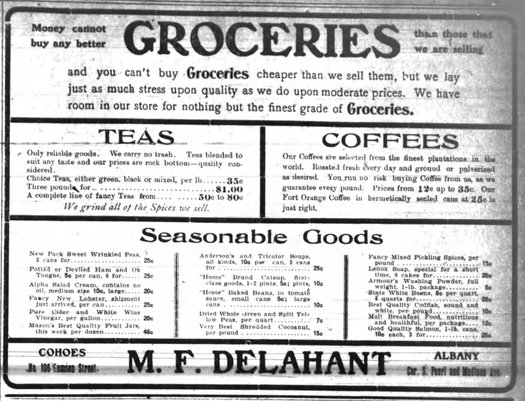 Money cannot
buy any better
GROCERIES
than those that
we are selling
and you can't buy Groceries cheaper than we sell them, but we lay
just as much stress upon quality as we do upon moderate prices. We have
room in our store for nothing but the finest grade of Groceries.
TEAS
Only reliable goods. We carry no trash. Teas blended to
suit any taste and our prices are rock bottom—quality con-
sidered.
Choice Teas, either green, black or mixed, per lb.....35c
Three pounds for.....$1.00
A complete line of fancy Teas from.....50c to 80c
We grind all of the Spices we sell.
COFFEES
Our Coffees are selected from the finest plantations in the
world. Roasted fresh every day and ground or pulverized
as desired. You run no risk buying Coffee from us, as we
guarantee every pound. Prices from 12c up to 35c. Our
Fort Orange Coffee in hermetically sealed cans at 25c is
just right.
Seasonable Goods
New Pack Sweet Wrinkled Peas,
3 cans for.....25c
Potted or Deviled Ham and Ox
Tongue, 5c per can, 6 for.....25c
Alpha Salad Cream, contains no
oil, medium size 10c, large.....20c
Fancy New Lobster, shipment
just arrived, per can.....25c
Pure Cider and White Wine
Vinegar, per gallon.....20c
Mason's Best Quality Fruit Jars,
this week per dozen.....48c
Anderson's and Tricolor Soups,
all kinds, 10c per can, 3 cans
for.....25c
"Home" Brand Catsup, first-
class goods, 1-2 pints, 5c; pints, 10c
"Home" Baked Beans, in tomato
sauce, small cans 5c; large
cans.....10c
Dried Whole Green and Split Yel-
low Peas, per quart.....7c
Very Best Shredded Cocoanut,
per pound.....15c
Fancy Mixed Pickling Spices, per
pound.....15c
Lenox Soap, special for a short
time, 8 cakes for.....25c
Armour's Washing Powder, full
weight, 1-lb. package.....5c
State White Beans, 8c per quart,
4 quarts for.....
Best Quality Codfish, sound and
white, per pound.....10c
Malt Breakfast Food, nutritious
and healthful, per package.....12c
Good Quality Salmon, 1-lb. cans,
10c each, 3 for.....25c
COHOES
No. 106 Remsen Street.
M. F. DELAHANT
ALBANY
Cor. S. Pearl and Madison Ave.